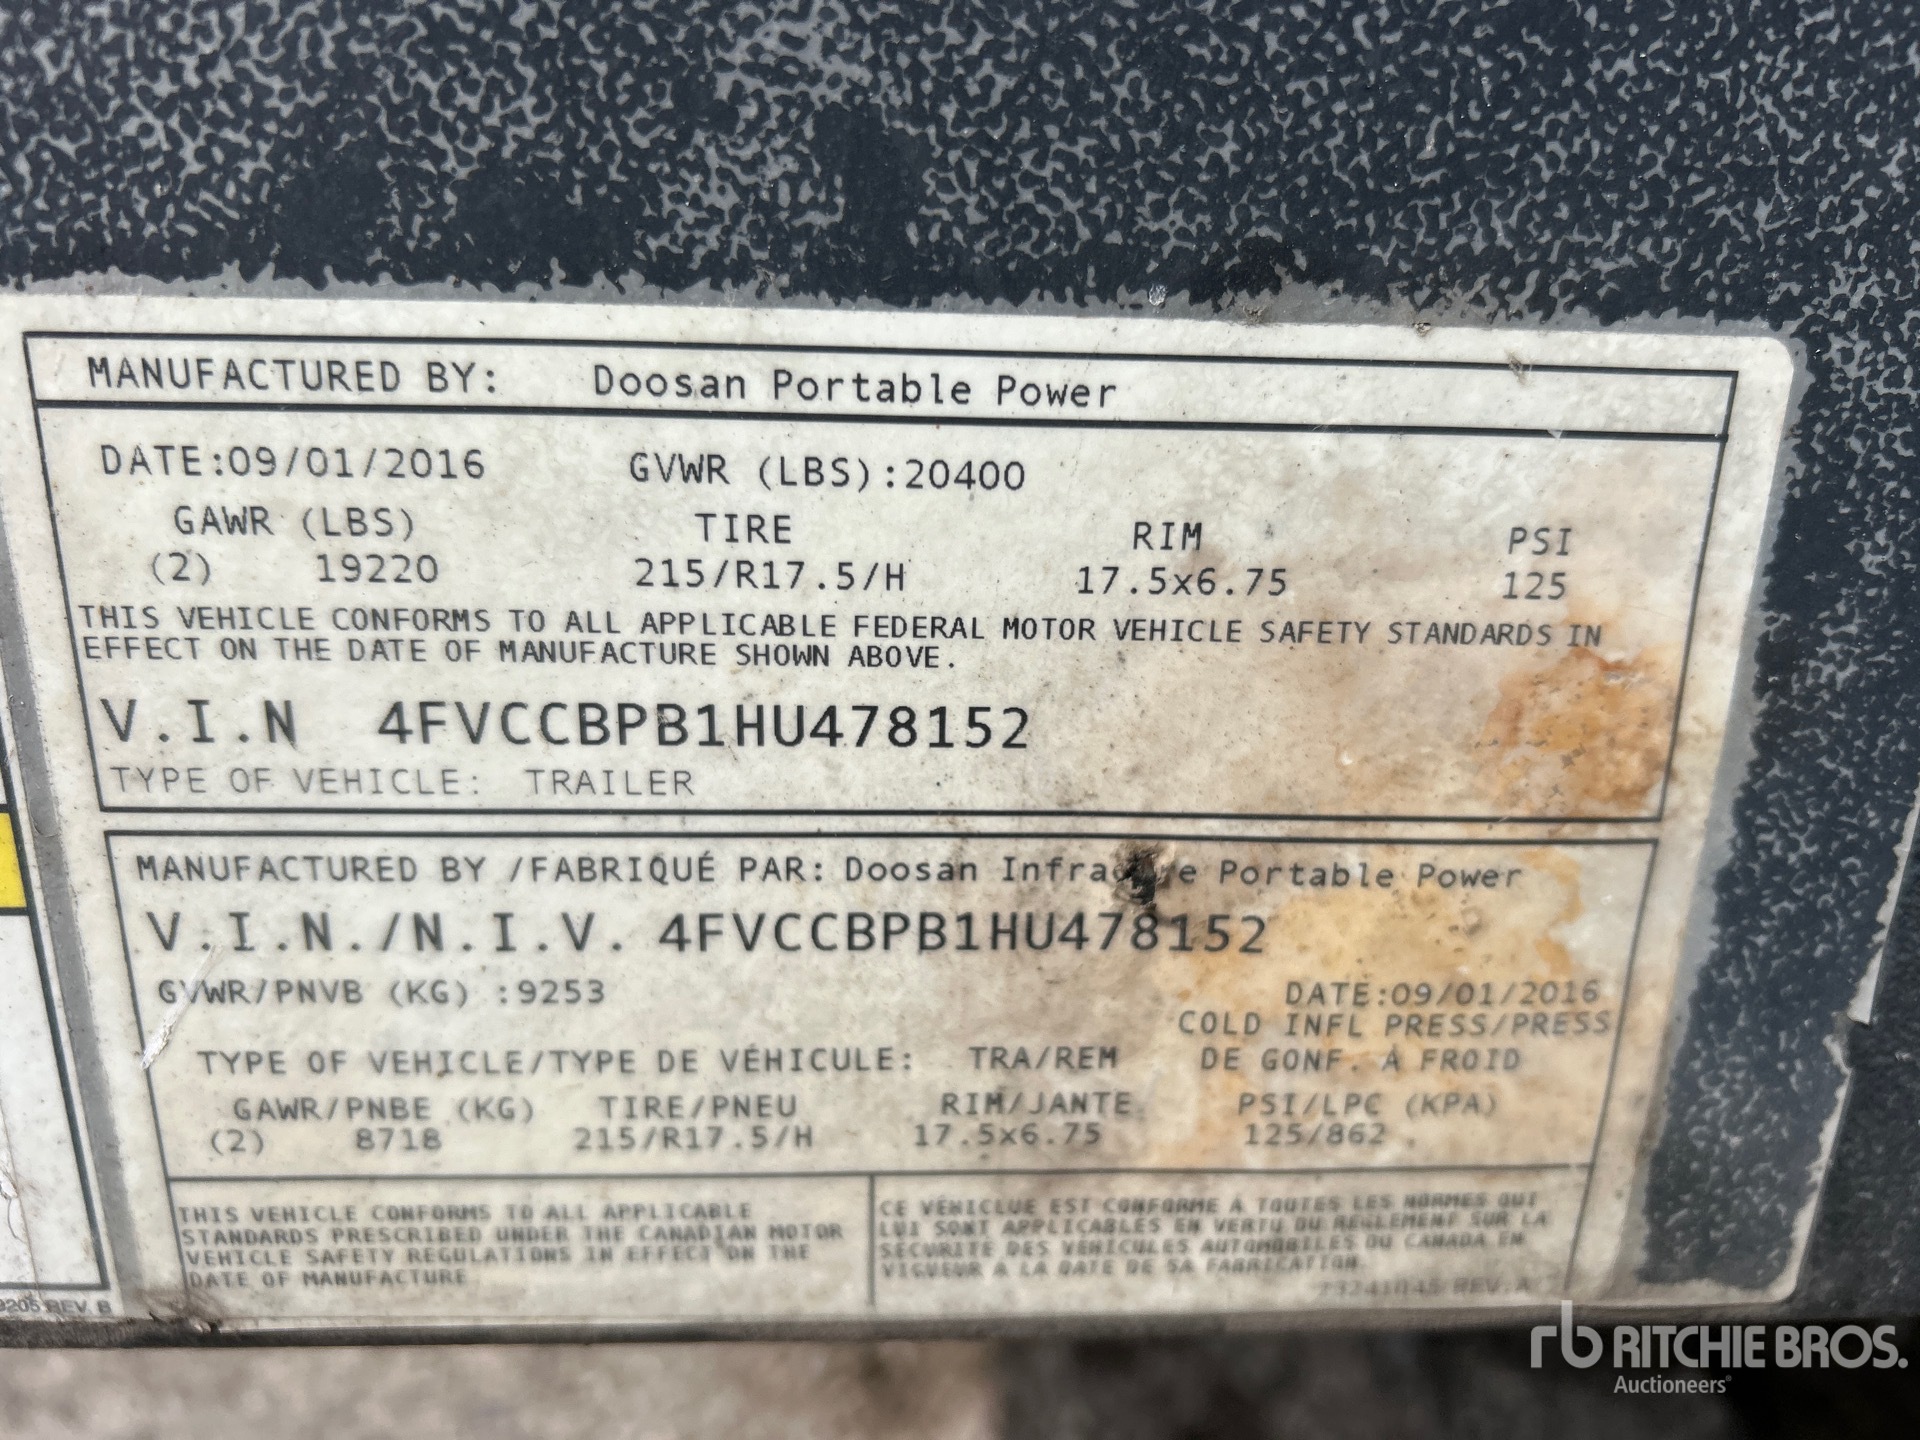 MANUFACTURED BY: Doosan Portable Power
DATE:09/01/2016 GVWR (LBS):20400
GAWR (LBS) TIRE RIM PSI
(2) 19220 215/R17.5/H 17.5x6.75 125
THIS VEHICLE CONFORMS TO ALL APPLICABLE FEDERAL MOTOR VEHICLE SAFETY STANDARDS IN
EFFECT ON THE DATE OF MANUFACTURE SHOWN ABOVE.
V.I.N 4FVCCBPB1HU478152
TYPE OF VEHICLE: TRAILER
MANUFACTURED BY /FABRIQUÉ PAR: Doosan Portable Power
V.I.N./N.I.V. 4FVCCBPB1HU478152
GVWR/PNVB (KG) :9253 DATE:09/01/2016
COLD INFL PRESS/PRESS
TYPE OF VEHICLE/TYPE DE VÉHICULE: TRA/REM DE GONF. À FROID
GAWR/PNBE (KG) TIRE/PNEU RIM/JANTE PSI/LPC (KPA)
(2) 8718 215/R17.5/H 17.5x6.75 125/862
THIS VEHICLE CONFORMS TO ALL APPLICABLE
STANDARDS PRESCRIBED UNDER THE CANADIAN MOTOR
VEHICLE SAFETY REGULATIONS IN EFFECT ON THE
DATE OF MANUFACTURE
CE VÉHICLUE EST CONFORME À TOUTES LES NORMES QUI
LUI SONT APPLICABLES EN VERTU DU RÈGLEMENT SUR LA
SÉCURITÉ DES VÉHICULES AUTOMOBILES DU CANADA EN
VIGUEUR À LA DATE DE SA FABRICATION.
REV. A
9205 REV. B
rb RITCHIE BROS.
Auctioneers